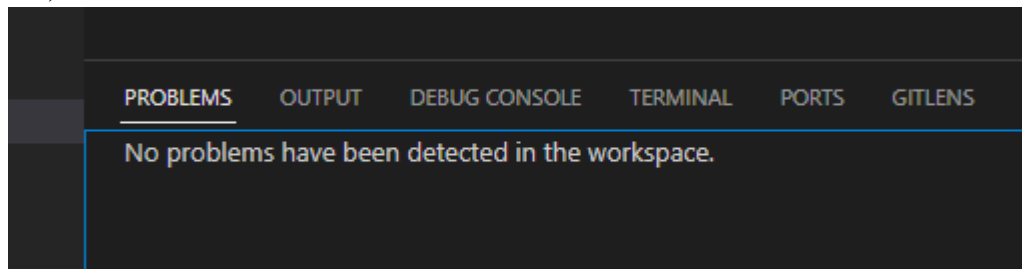 PROBLEMS OUTPUT DEBUG CONSOLE TERMINAL PORTS GITLENS
No problems have been detected in the workspace.